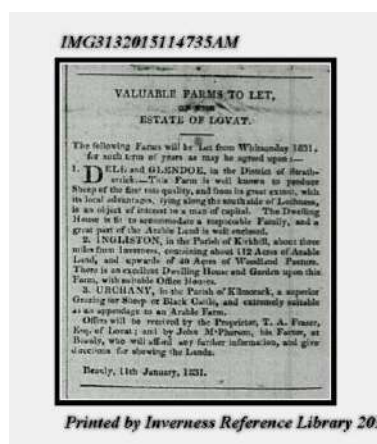 IMG3132015114735AM
VALUABLE FARMS TO LET,
ON THE
ESTATE OF LOVAT.
The following Farms will be Let from Whitsunday 1831,
for such term of years as may be agreed upon:—
1. DELL and GLENDOE, in the District of Strath-
errick:—This Farm is well known to produce
Sheep of the first rate quality, and from its great extent, with
its local advantages, lying along the south side of Lochness,
is an object of interest to a man of capital. The Dwelling
House is fit to accommodate a respectable Family, and a
great part of the Arable Land is well enclosed.
2. INGLISTON, in the Parish of Kirkhill, about three
miles from Inverness, containing about 112 Acres of Arable
Land, and upwards of 40 Acres of Woodland Pasture.
There is an excellent Dwelling House and Garden upon this
Farm, with suitable Office Houses.
3. URCHANY, in the Parish of Kilmorack, a superior
Grazing for Sheep or Black Cattle, and extremely suitable
as an appendage to an Arable Farm.
Offers will be received by the Proprietor, T. A. Fraser,
Esq. of Lovat; and by John M'Pherson, his Factor, at
Beauly, who will afford any further information, and give
directions for showing the Lands.
Beauly, 11th January, 1831.
Printed by Inverness Reference Library 20